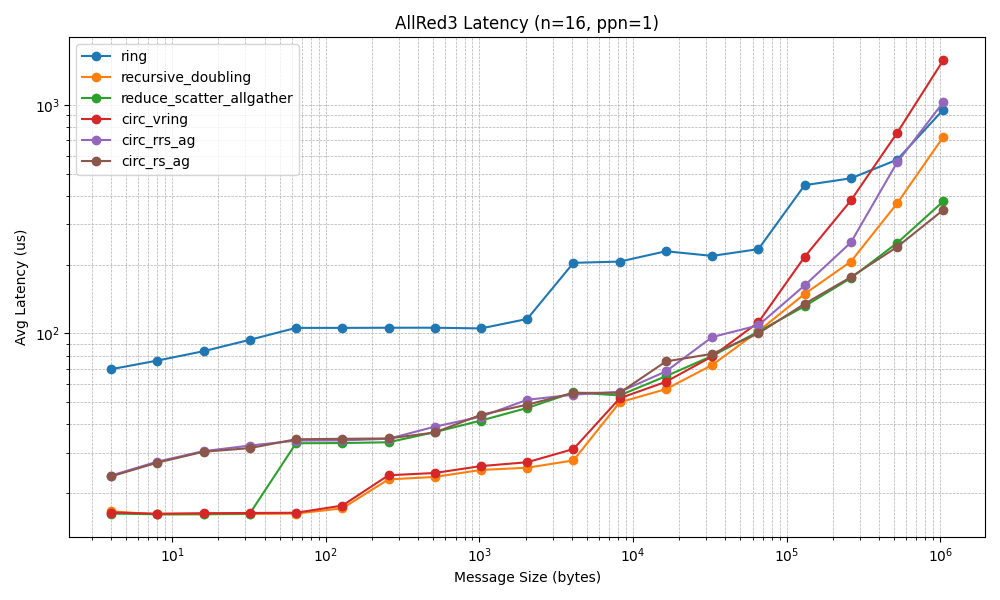 AllRed3 Latency (n=16, ppn=1)
ring
recursive_doubling
reduce_scatter_allgather
circ_vring
circ_rrs_ag
circ_rs_ag
Avg Latency (us)
10³
10²
10¹ 10² 10³ 10⁴ 10⁵ 10⁶
Message Size (bytes)